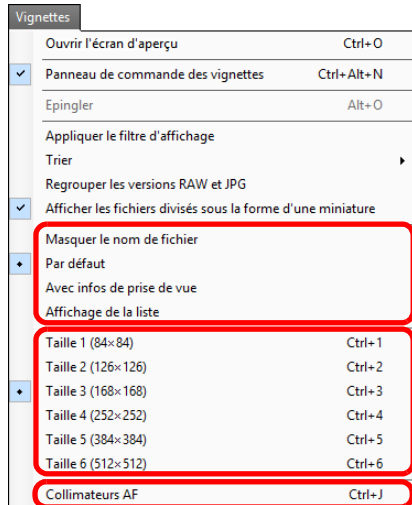 Vignettes
Ouvrir l'écran d'aperçu Ctrl+O
Panneau de commande des vignettes Ctrl+Alt+N
Epingler Alt+O
Appliquer le filtre d'affichage
Trier
Regrouper les versions RAW et JPG
Afficher les fichiers divisés sous la forme d'une miniature
Masquer le nom de fichier
Par défaut
Avec infos de prise de vue
Affichage de la liste
Taille 1 (84×84) Ctrl+1
Taille 2 (126×126) Ctrl+2
Taille 3 (168×168) Ctrl+3
Taille 4 (252×252) Ctrl+4
Taille 5 (384×384) Ctrl+5
Taille 6 (512×512) Ctrl+6
Collimateurs AF Ctrl+J